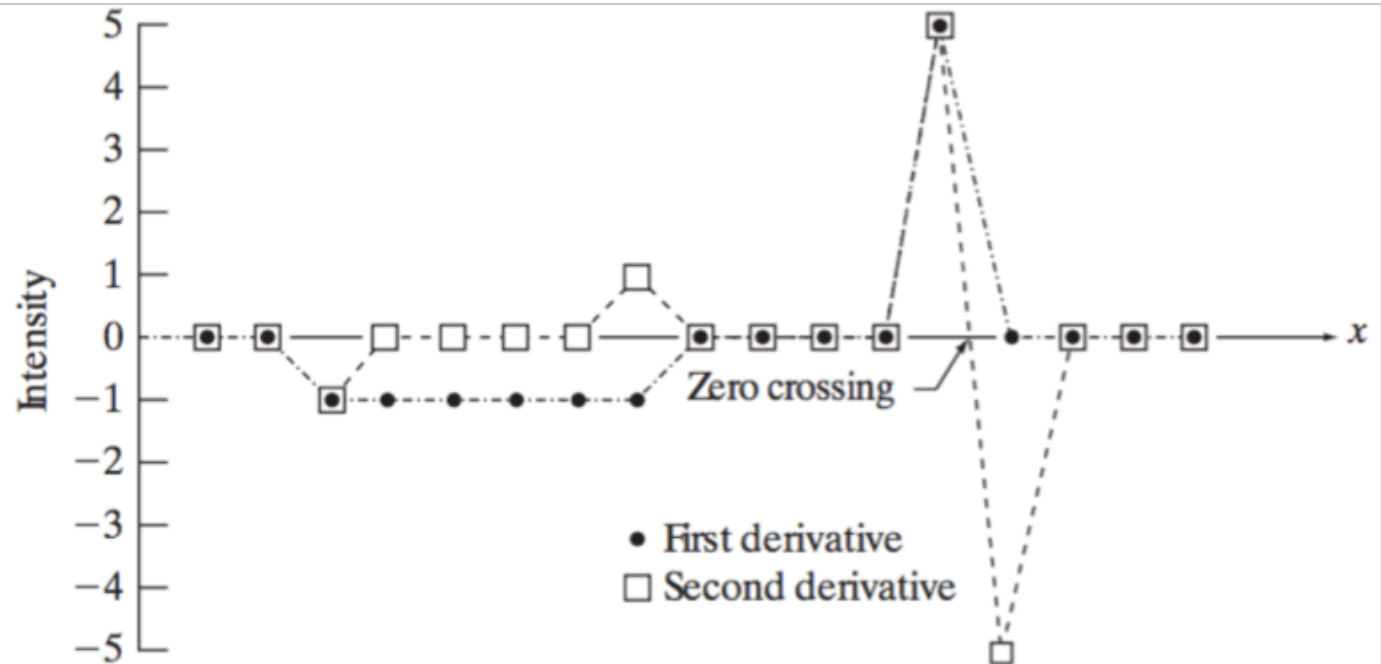 5
4
3
2
1
0
−1
−2
−3
−4
−5
Intensity
x
Zero crossing
First derivative
Second derivative